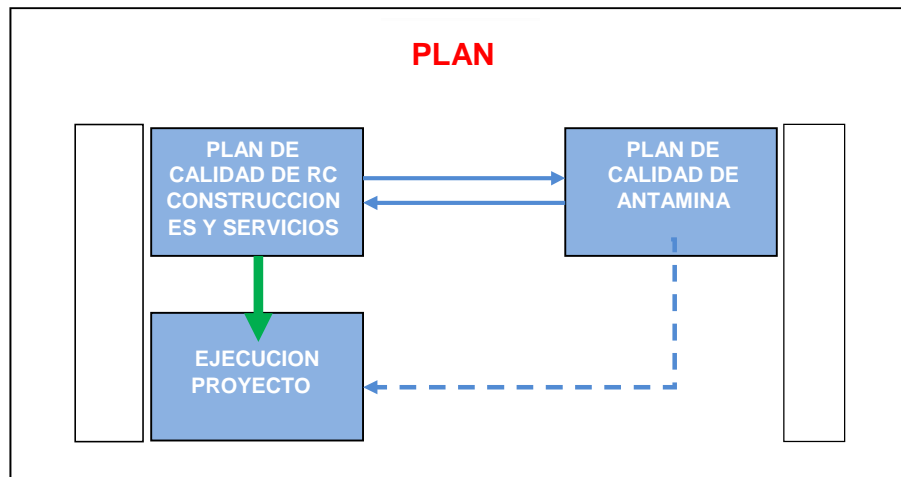 PLAN
PLAN DE
CALIDAD DE RC
CONSTRUCCION
ES Y SERVICIOS
PLAN DE
CALIDAD DE
ANTAMINA
EJECUCION
PROYECTO